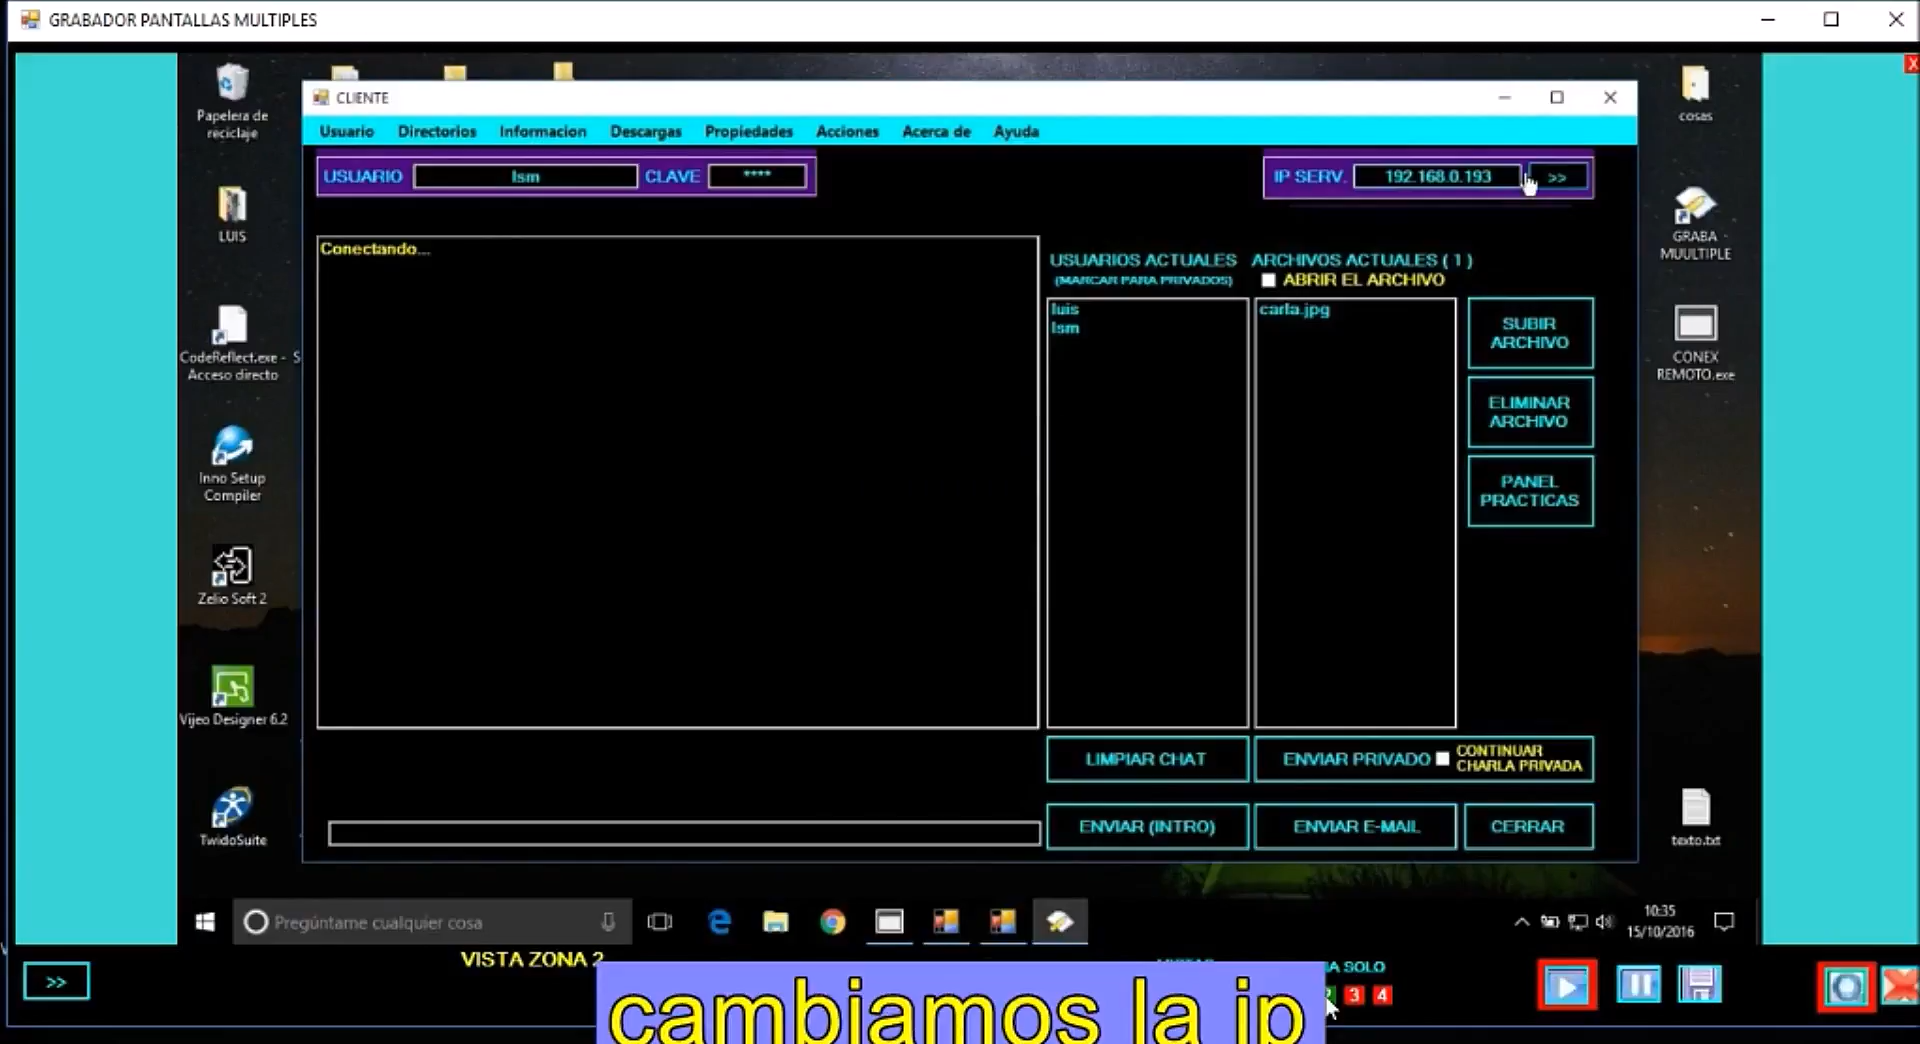 GRABADOR PANTALLAS MULTIPLES
Papelera de
reciclaje
LUIS
CodeReflect.exe -
Acceso directo
S
Inno Setup
Compiler
Zelio Soft 2
Vijeo Designer 6.2
TwidoSuite
CLIENTE
Usuario Directorios Informacion Descargas Propiedades Acciones Acerca de Ayuda
USUARIO lsm CLAVE ****
IP SERV. 192.168.0.193 >>
Conectando...
USUARIOS ACTUALES
(MARCAR PARA PRIVADOS)
luis
lsm
ARCHIVOS ACTUALES ( 1 )
ABRIR EL ARCHIVO
carla.jpg
SUBIR
ARCHIVO
ELIMINAR
ARCHIVO
PANEL
PRACTICAS
LIMPIAR CHAT
ENVIAR PRIVADO
CONTINUAR
CHARLA PRIVADA
ENVIAR (INTRO)
ENVIAR E-MAIL
CERRAR
cosas
GRABA -
MUULTIPLE
CONEX
REMOTO.exe
texto.txt
X
Pregúntame cualquier cosa
10:35
15/10/2016
VISTA ZONA 2
SOLO
>>
3 4
cambiamos la ip